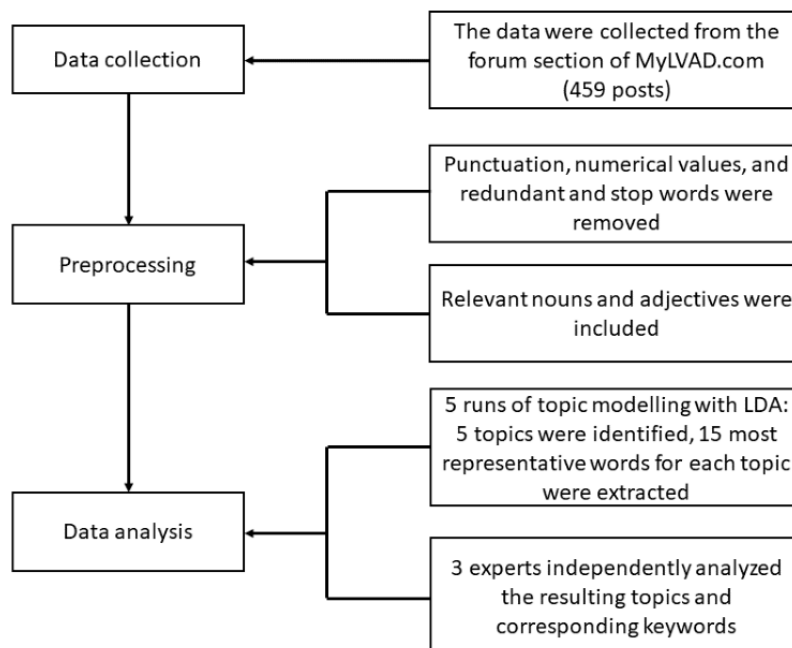 Data collection
The data were collected from the
forum section of MyLVAD.com
(459 posts)
Punctuation, numerical values, and
redundant and stop words were
removed
Preprocessing
Relevant nouns and adjectives were
included
5 runs of topic modelling with LDA:
5 topics were identified, 15 most
representative words for each topic
were extracted
Data analysis
3 experts independently analyzed
the resulting topics and
corresponding keywords